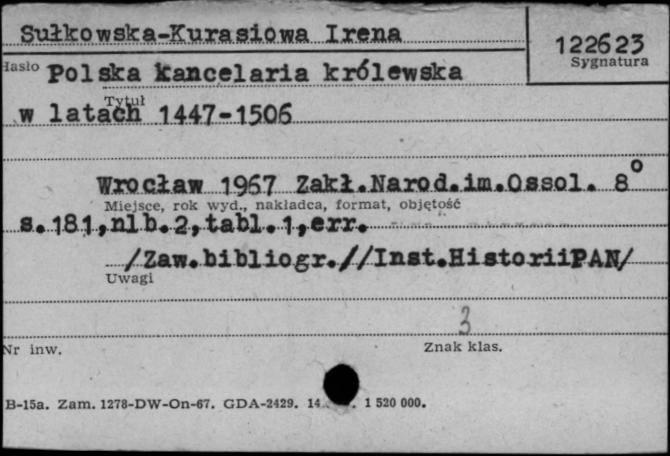 Sułkowska-Kurasiowa Irena
122623
Hasło Polska kancelaria królewska
Sygnatura
Tytuł
w latach 1447-1506
Wrocław 1967 Zakł.Narod.im.Ossol. 8°
Miejsce, rok wyd., nakładca, format, objętość
s.181,nlb.2,tabl.1,err.
/Zaw.bibliogr.//Inst.HistoriiPAN/
Uwagi
3
Nr inw.
Znak klas.
B-15a. Zam. 1278-DW-On-67. GDA-2429. 14 . 1 520 000.